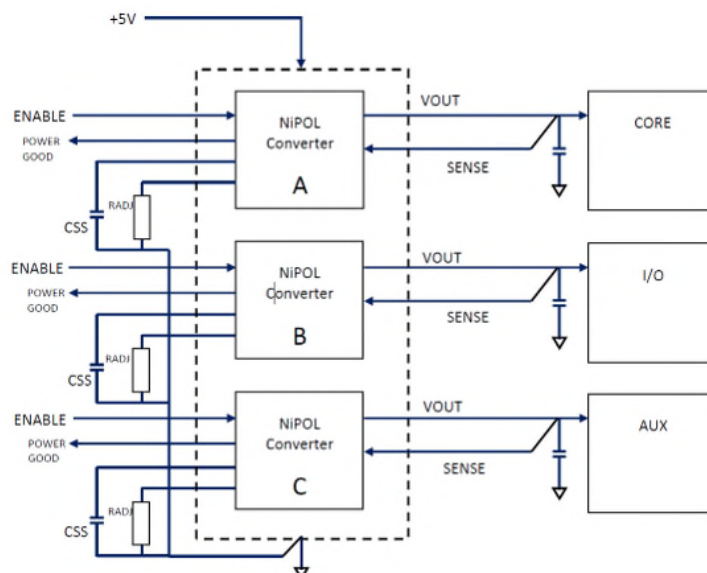 +5V
ENABLE
POWER
GOOD
CSS
RADJ
NiPOL
Converter
A
VOUT
SENSE
CORE
ENABLE
POWER
GOOD
CSS
RADJ
NiPOL
Converter
B
VOUT
SENSE
I/O
ENABLE
POWER
GOOD
CSS
RADJ
NiPOL
Converter
C
VOUT
SENSE
AUX